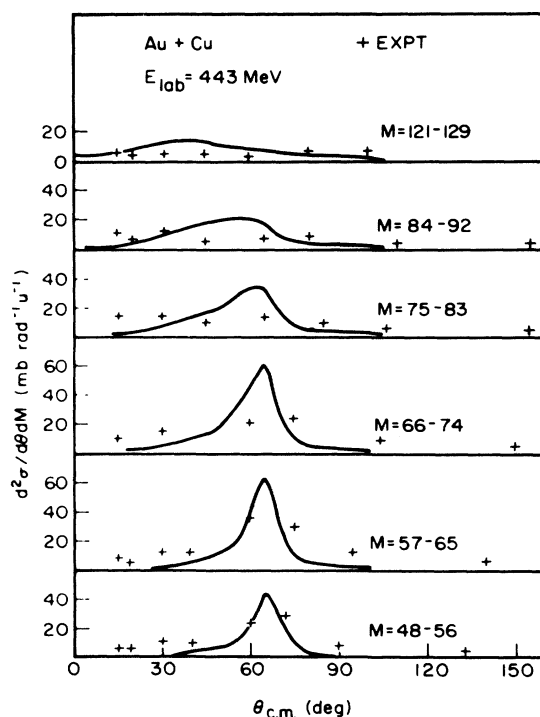 Au + Cu + EXPT
E lab = 443 MeV
M = 121-129
20
0
M = 84-92
40
20
M = 75-83
40
20
M = 66-74
60
40
20
M = 57-65
60
40
20
M = 48-56
40
20
0 30 60 90 120 150
θ c.m. (deg)
d²σ/dθdM (mb rad⁻¹u⁻¹)